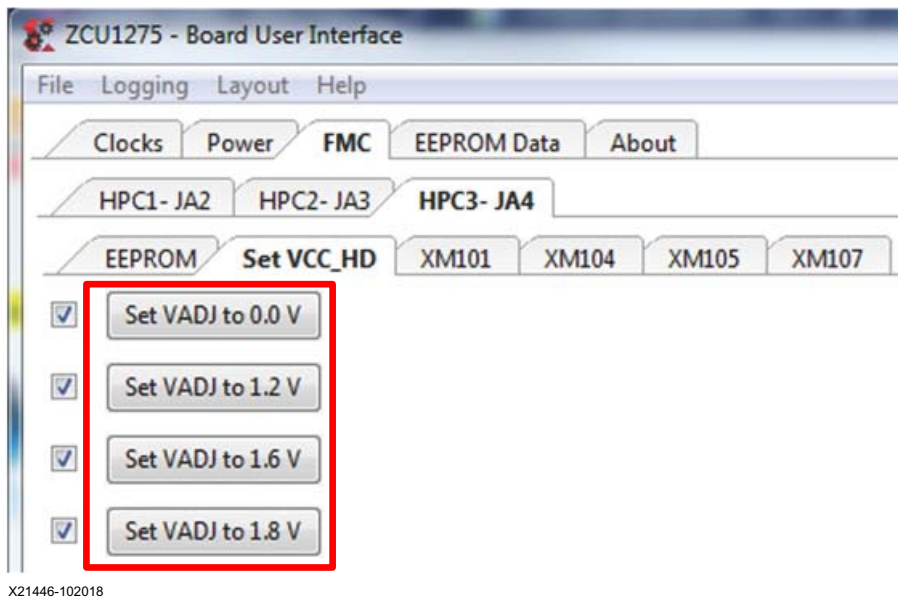 ZCU1275 - Board User Interface
File Logging Layout Help
Clocks Power FMC EEPROM Data About
HPC1- JA2 HPC2- JA3 HPC3- JA4
EEPROM Set VCC_HD XM101 XM104 XM105 XM107
Set VADJ to 0.0 V
Set VADJ to 1.2 V
Set VADJ to 1.6 V
Set VADJ to 1.8 V
X21446-102018